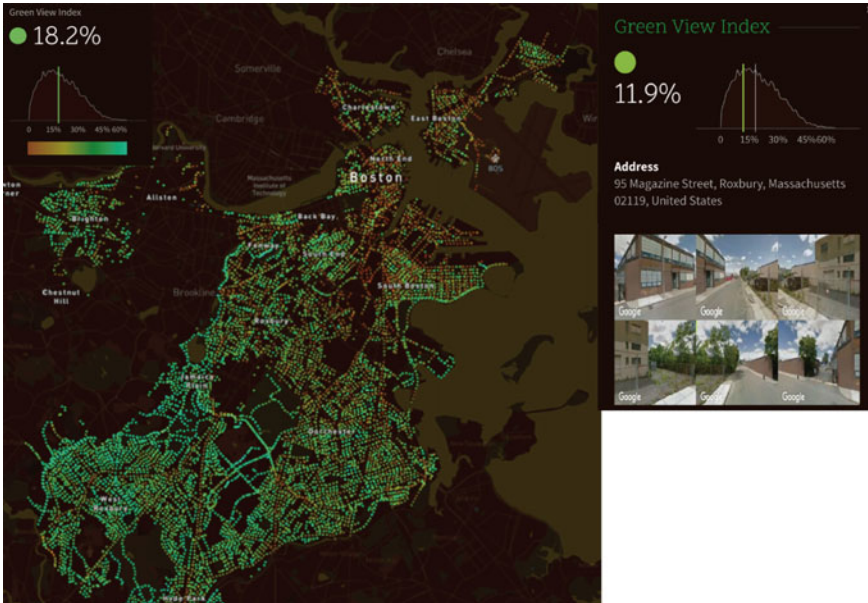 Green View Index
18.2%
0 15% 30% 45% 60%
Chelsea
Somerville
Charlestown
Cambridge
East Boston
North End
BOS
Boston
Massachusetts
Institute of
Technology
Allston
Back Bay
Brighton
Fenway
South End
Chestnut
Hill
Brookline
South Boston
Roxbury
Jamaica
Plain
Dorchester
West
Roxbury
Hyde Park
Green View Index
11.9%
0 15% 30% 45% 60%
Address
95 Magazine Street, Roxbury, Massachusetts
02119, United States
Google
Google
Google
Google
Google
Google